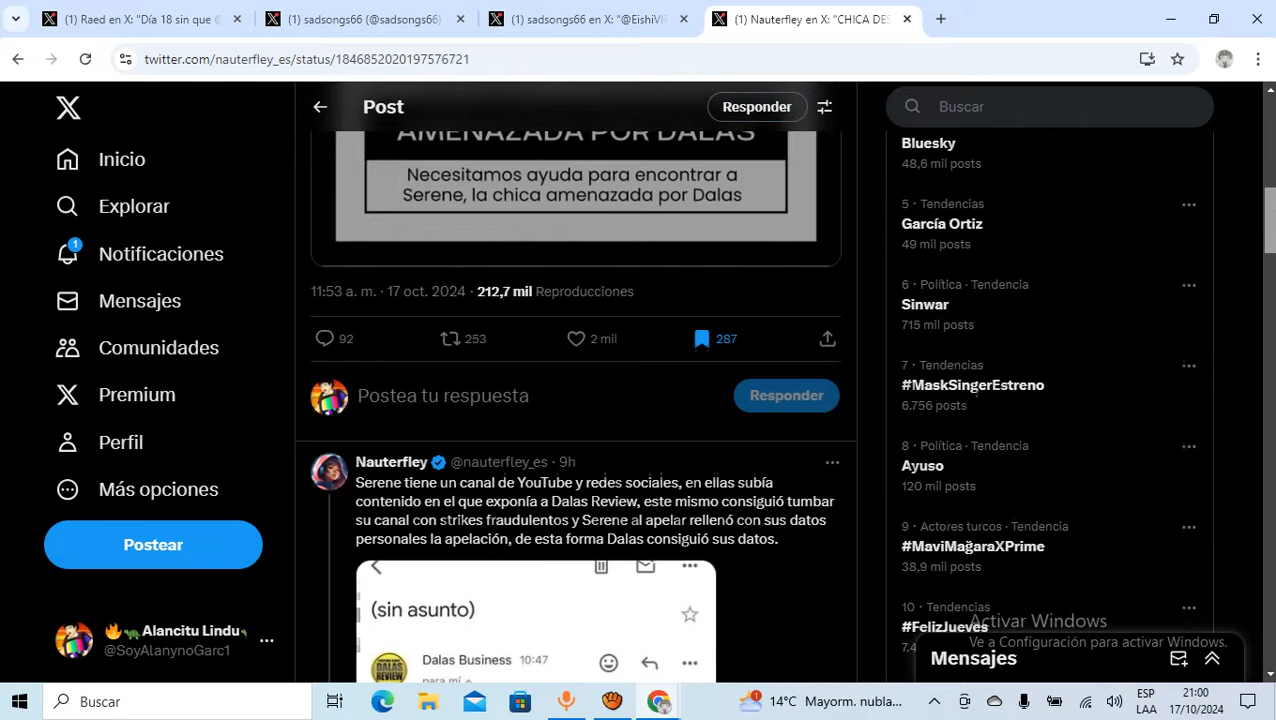 (1) Raed en X: "Día 18 sin que @
(1) sadsongs66 (@sadsongs66)
(1) sadsongs66 en X: "@EishiVI
(1) Nauterfley en X: "CHICA DES
twitter.com/nauterfley_es/status/1846852020197576721
Inicio
Explorar
1
Notificaciones
Mensajes
Comunidades
Premium
Perfil
Más opciones
Postear
🔥🦖Alancitu Lindu
@SoyAlanynoGarc1
Post
Responder
AMENAZADA POR DALAS
Necesitamos ayuda para encontrar a
Serene, la chica amenazada por Dalas
11:53 a. m. · 17 oct. 2024 · 212,7 mil Reproducciones
92 253 2 mil 287
Postea tu respuesta
Responder
Nauterfley @nauterfley_es · 9h
Serene tiene un canal de YouTube y redes sociales, en ellas subía
contenido en el que exponía a Dalas Review, este mismo consiguió tumbar
su canal con strikes fraudulentos y Serene al apelar rellenó con sus datos
personales la apelación, de esta forma Dalas consiguió sus datos.
(sin asunto)
DALAS
REVIEW
Dalas Business 10:47
para mí
Buscar
Bluesky
48,6 mil posts
5 · Tendencias
García Ortiz
49 mil posts
6 · Política · Tendencia
Sinwar
715 mil posts
7 · Tendencias
#MaskSingerEstreno
6.756 posts
8 · Política · Tendencia
Ayuso
120 mil posts
9 · Actores turcos · Tendencia
#MaviMağaraXPrime
38,9 mil posts
10 · Tendencias
#FelizJueves
Activar Windows
Ve a Configuración para activar Windows.
Mensajes
Buscar
1
14°C Mayorm. nubla...
ESP
LAA
21:00
17/10/2024